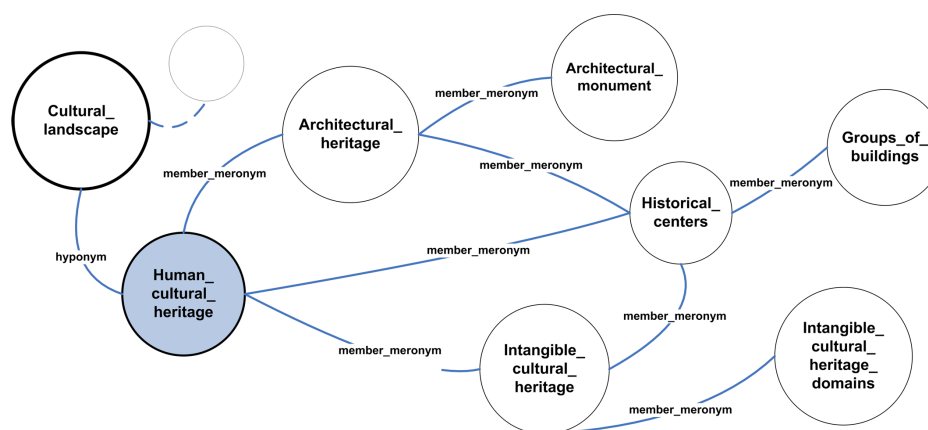 Cultural_
landscape
hyponym
Human_
cultural_
heritage
member_meronym
Architectural_
heritage
member_meronym
Architectural_
monument
member_meronym
member_meronym
Historical_
centers
member_meronym
Groups_of_
buildings
member_meronym
Intangible_
cultural_
heritage
member_meronym
member_meronym
Intangible_
cultural_
heritage_
domains